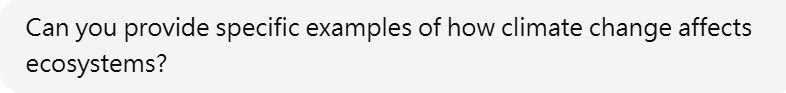 Can you provide specific examples of how climate change affects
ecosystems?